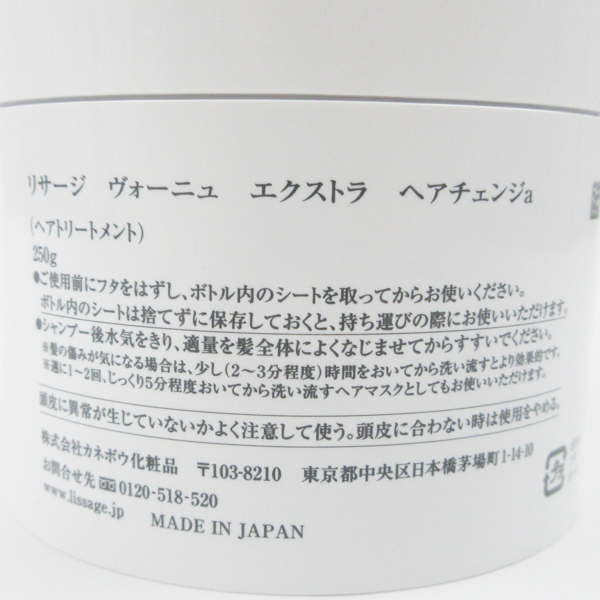 リサージ ヴォーニュ エクストラ ヘアチェンジa
(ヘアトリートメント)
250g
●ご使用前にフタをはずし、ボトル内のシートを取ってからお使いください。
ボトル内のシートは捨てずに保存しておくと、持ち運びの際にお使いいただけます。
●シャンプー後水気をきり、適量を髪全体によくなじませてからすすいでください。
※髪の傷みが気になる場合は、少し(2〜3分程度)時間をおいてから洗い流すとより効果的です。
※週に1〜2回、じっくり5分程度おいてから洗い流すヘアマスクとしてもお使いいただけます。
頭皮に異常が生じていないかよく注意して使う。頭皮に合わない時は使用をやめる。
株式会社カネボウ化粧品 〒103-8210 東京都中央区日本橋茅場町1-14-10
お問合せ先 0120-518-520
www.lissage.jp MADE IN JAPAN
プラ